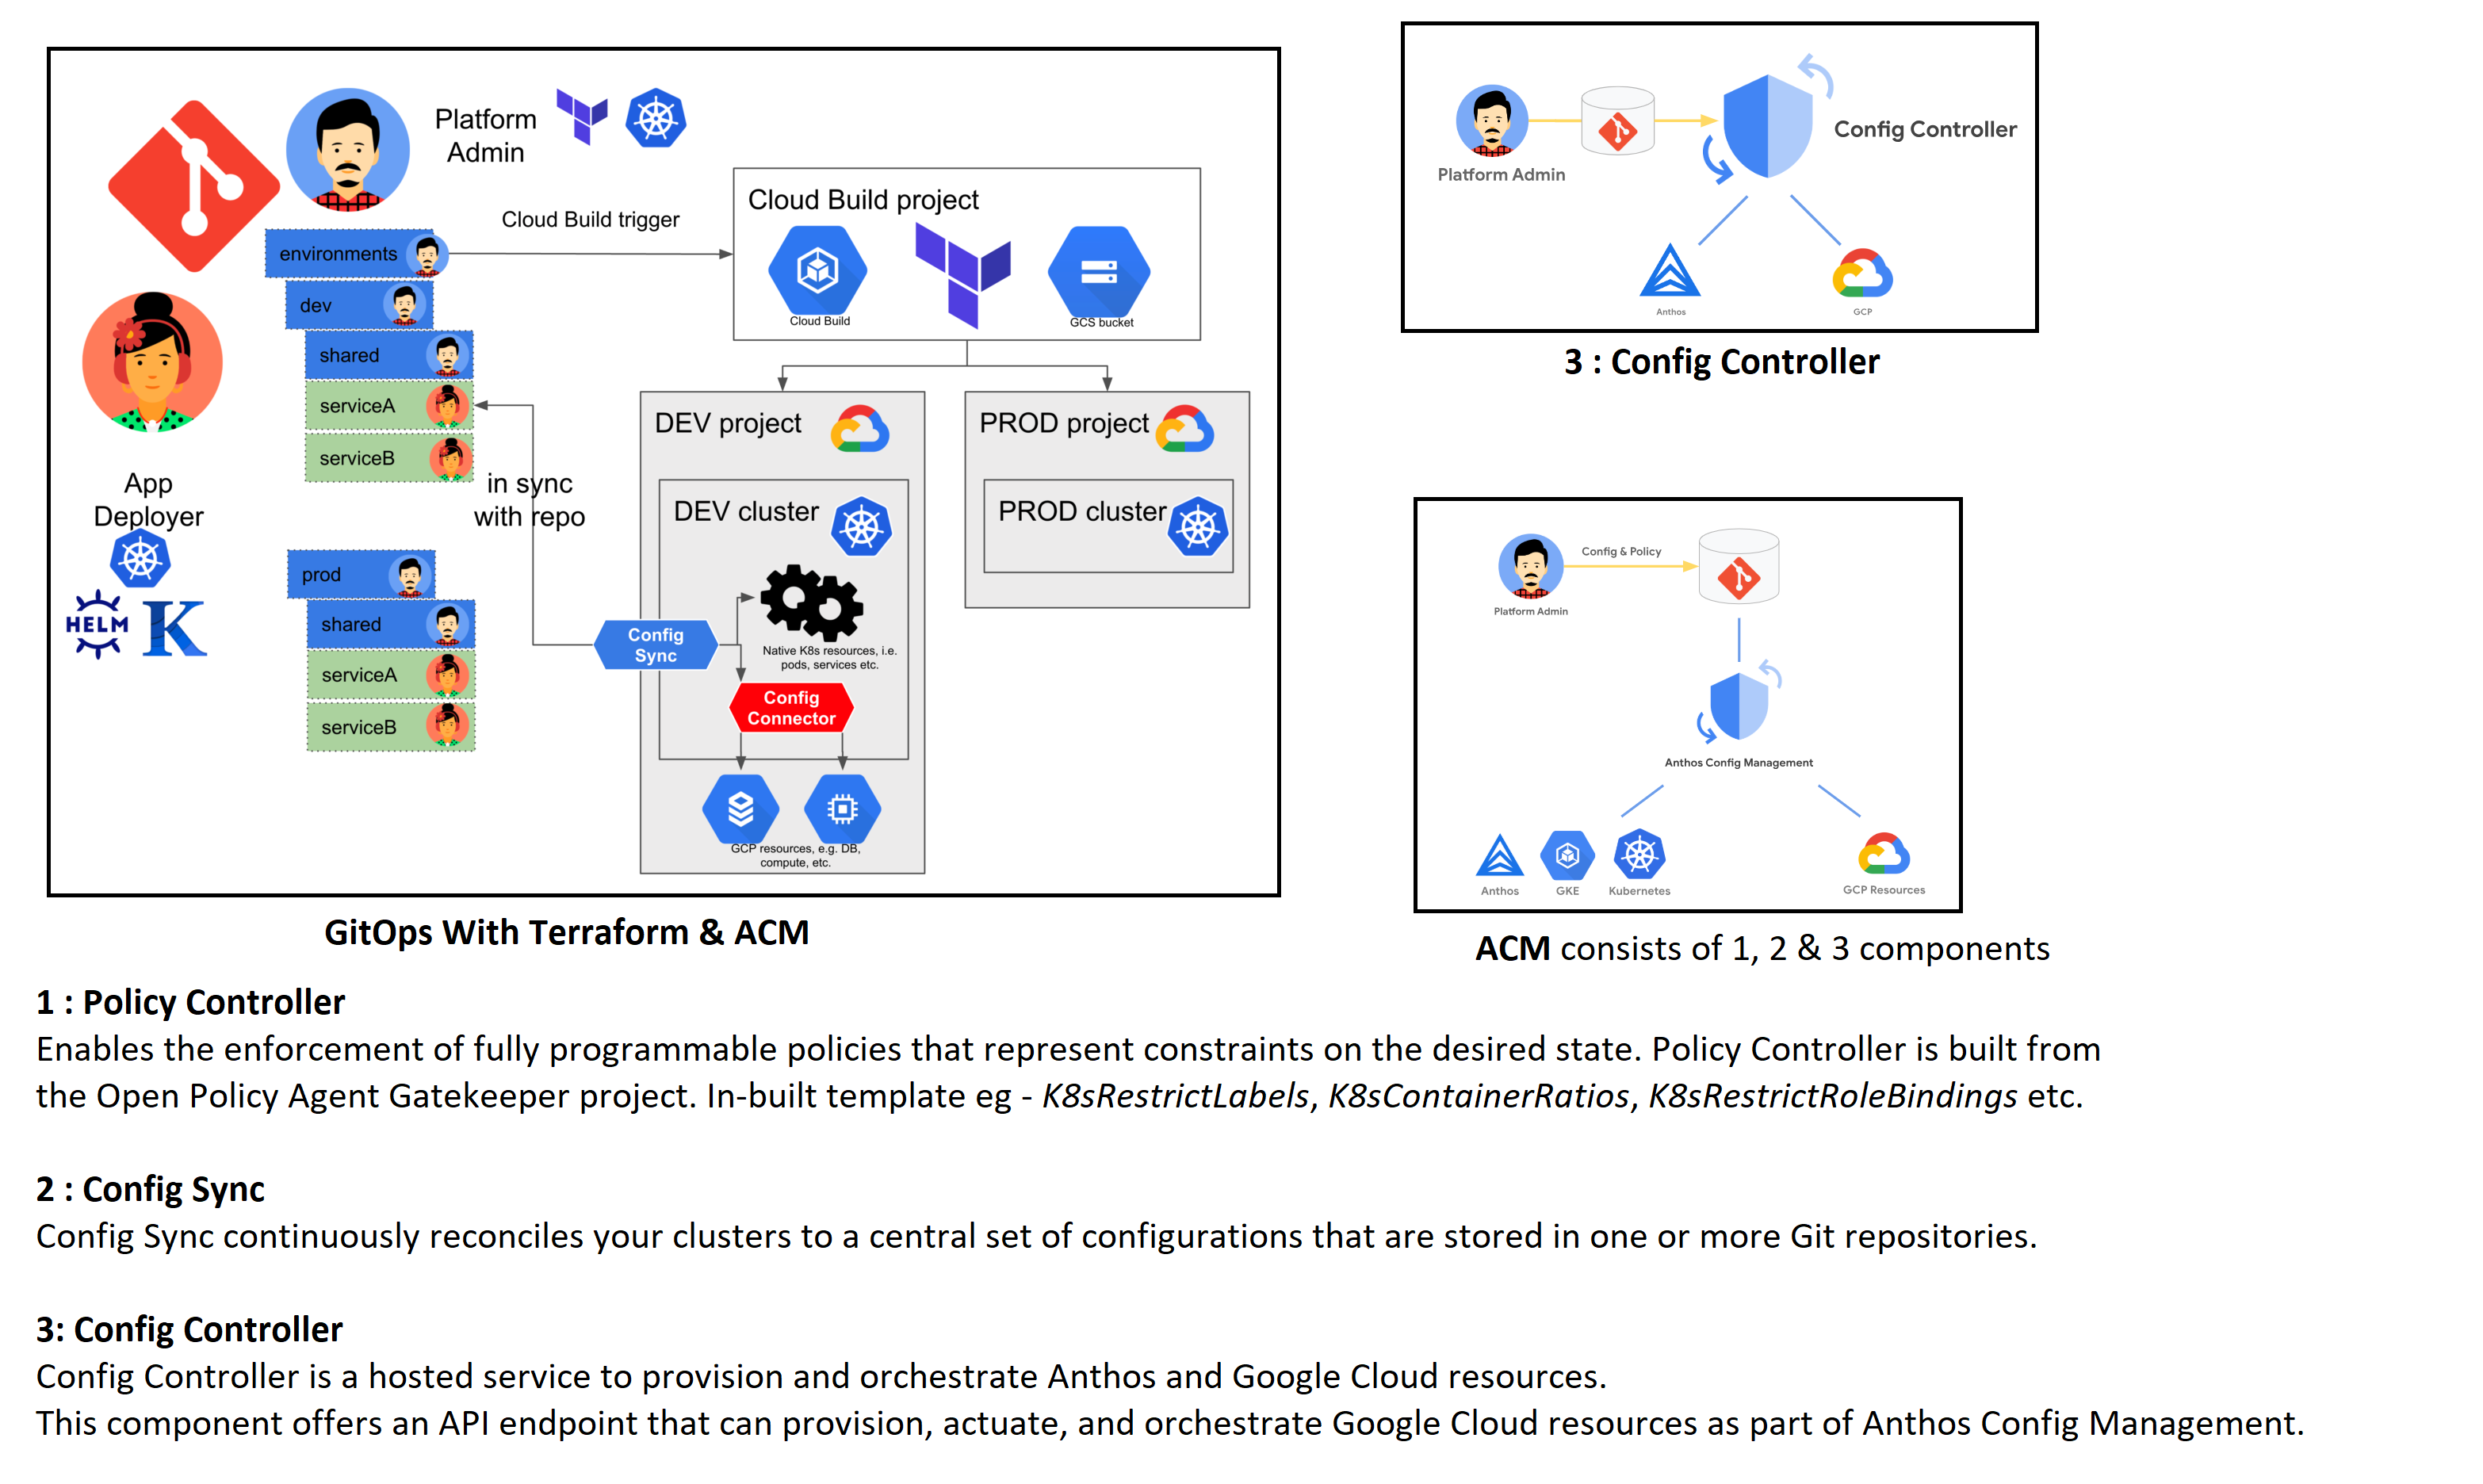 Platform
Admin
Cloud Build trigger
environments
dev
shared
serviceA
serviceB
App
Deployer
HELM
K
prod
shared
serviceA
serviceB
in sync
with repo
Cloud Build project
Cloud Build
GCS bucket
DEV project
DEV cluster
Config
Sync
Native K8s resources, i.e.
pods, services etc.
Config
Connector
GCP resources, e.g. DB,
compute, etc.
PROD project
PROD cluster
GitOps With Terraform & ACM
Platform Admin
Config Controller
Anthos
GCP
3 : Config Controller
Config & Policy
Platform Admin
Anthos Config Management
Anthos
GKE
Kubernetes
GCP Resources
ACM consists of 1, 2 & 3 components
1 : Policy Controller
Enables the enforcement of fully programmable policies that represent constraints on the desired state. Policy Controller is built from
the Open Policy Agent Gatekeeper project. In-built template eg - K8sRestrictLabels, K8sContainerRatios, K8sRestrictRoleBindings etc.
2 : Config Sync
Config Sync continuously reconciles your clusters to a central set of configurations that are stored in one or more Git repositories.
3: Config Controller
Config Controller is a hosted service to provision and orchestrate Anthos and Google Cloud resources.
This component offers an API endpoint that can provision, actuate, and orchestrate Google Cloud resources as part of Anthos Config Management.